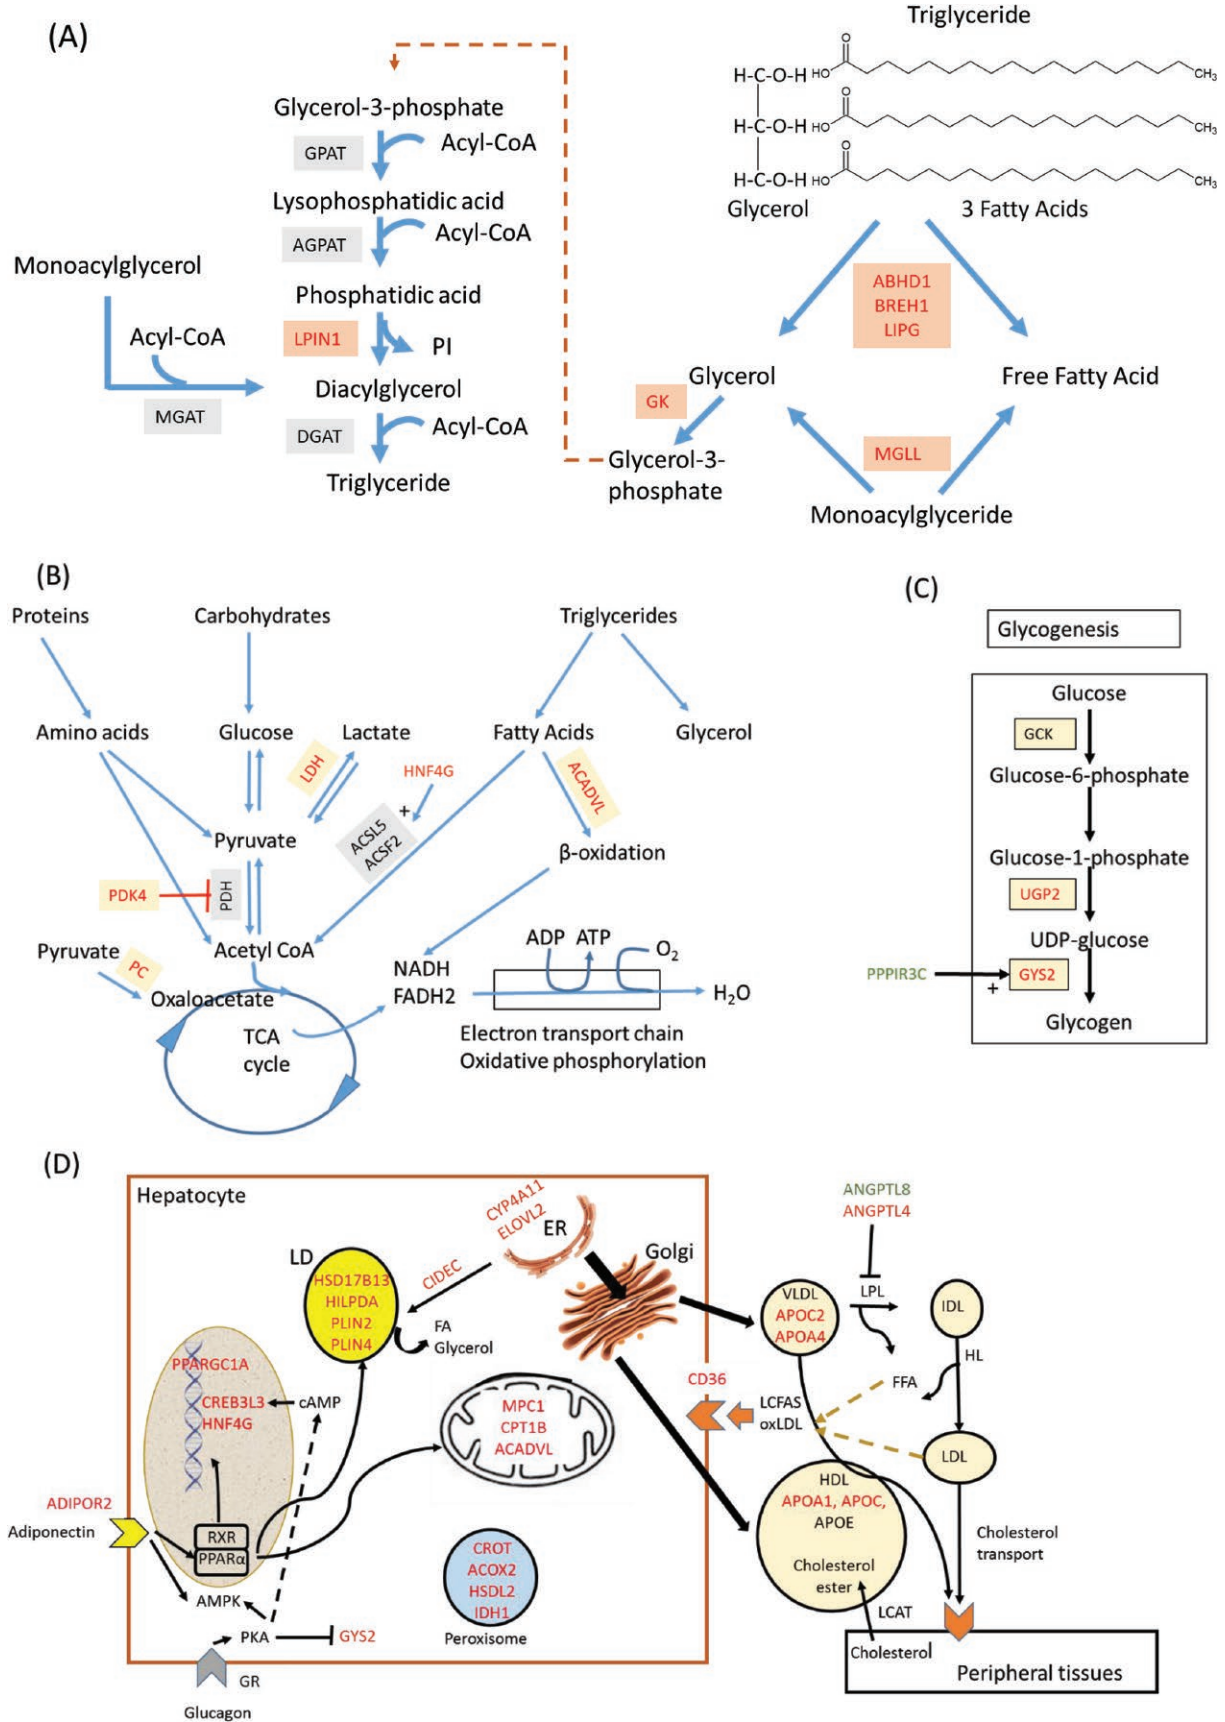 (A)
Triglyceride
O
H-C-O-H HO CH3
O
H-C-O-H HO CH3
O
H-C-O-H HO CH3
Glycerol 3 Fatty Acids
Glycerol-3-phosphate
GPAT Acyl-CoA
Lysophosphatidic acid
AGPAT Acyl-CoA
Monoacylglycerol
Phosphatidic acid
Acyl-CoA
LPIN1 PI
MGAT
Diacylglycerol
DGAT Acyl-CoA
Triglyceride
ABHD1
BREH1
LIPG
Glycerol Free Fatty Acid
GK
MGLL
Glycerol-3-
phosphate
Monoacylglyceride
(B)
Proteins Carbohydrates Triglycerides
Amino acids Glucose Lactate Fatty Acids Glycerol
LDH
HNF4G
ACADVL
+
ACSL5
ACSF2
Pyruvate β-oxidation
PDK4 PDH
Acetyl CoA
Pyruvate PC
Oxaloacetate
TCA
cycle
NADH
FADH2
ADP ATP O2
H2O
Electron transport chain
Oxidative phosphorylation
(C)
Glycogenesis
Glucose
GCK
Glucose-6-phosphate
Glucose-1-phosphate
UGP2
UDP-glucose
PPPIR3C + GYS2
Glycogen
(D)
Hepatocyte
CYP4A11
ELOVL2
ER
Golgi
LD
HSD17B13
HILPDA
PLIN2
PLIN4
CIDEC
FA
Glycerol
PPARGC1A
CREB3L3
HNF4G
cAMP
MPC1
CPT1B
ACADVL
ADIPOR2
Adiponectin
RXR
PPARα
AMPK
PKA GYS2
GR
Glucagon
CROT
ACOX2
HSDL2
IDH1
Peroxisome
ANGPTL8
ANGPTL4
VLDL
APOC2
APOA4
LPL IDL
HL
FFA
CD36
LCFAS
oxLDL
LDL
HDL
APOA1, APOC,
APOE
Cholesterol
ester
Cholesterol
transport
LCAT
Cholesterol
Peripheral tissues